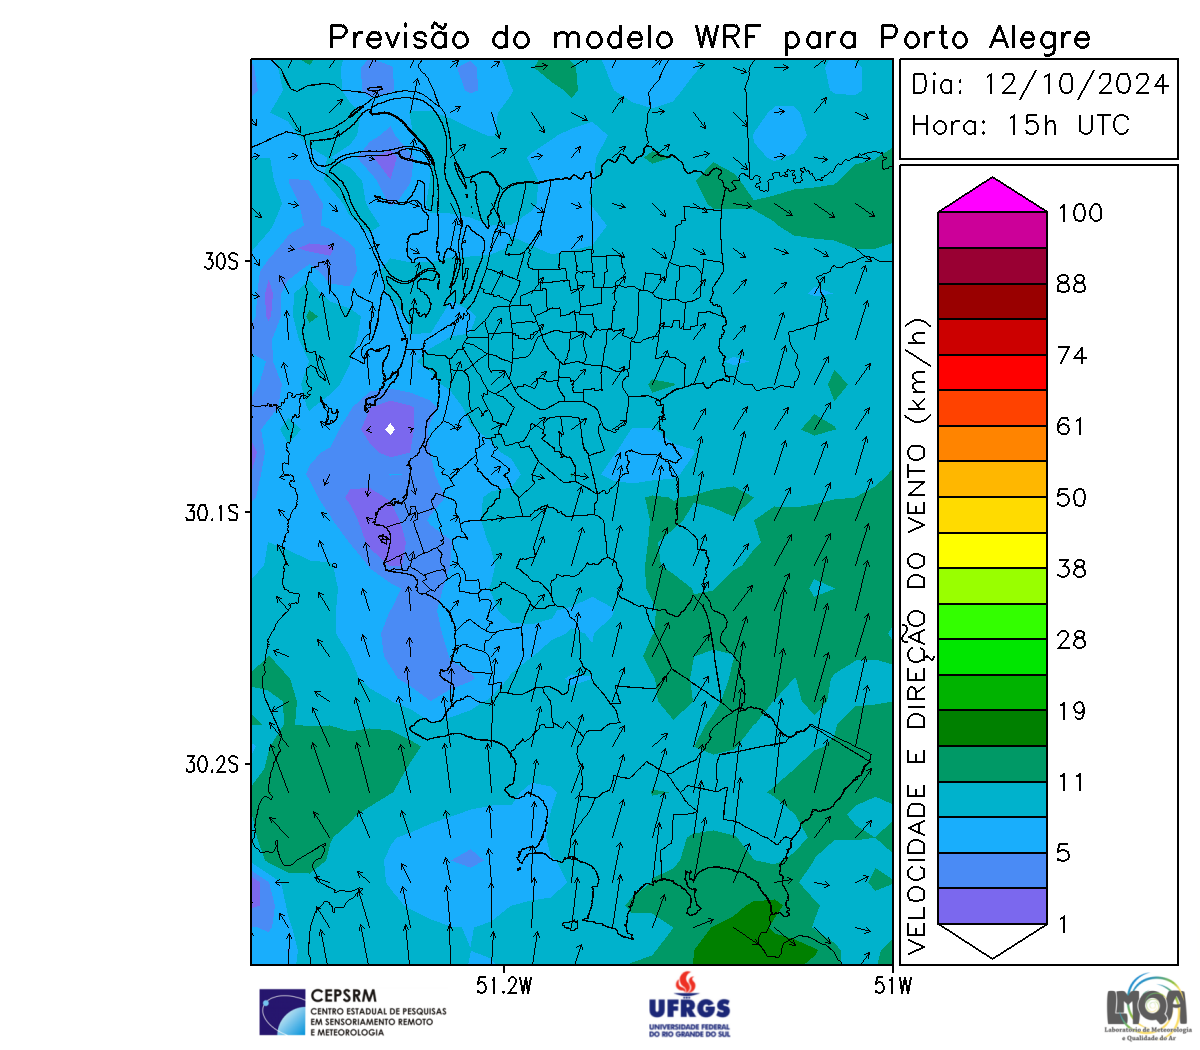 Previsão do modelo WRF para Porto Alegre
Dia: 12/10/2024
Hora: 15h UTC
30S
30.1S
30.2S
51.2W
51W
VELOCIDADE E DIREÇÃO DO VENTO (km/h)
100
88
74
61
50
38
28
19
11
5
1
CEPSRM
CENTRO ESTADUAL DE PESQUISAS
EM SENSORIAMENTO REMOTO
E METEOROLOGIA
UFRGS
UNIVERSIDADE FEDERAL
DO RIO GRANDE DO SUL
LMQA
Laboratório de Meteorologia
e Qualidade do Ar